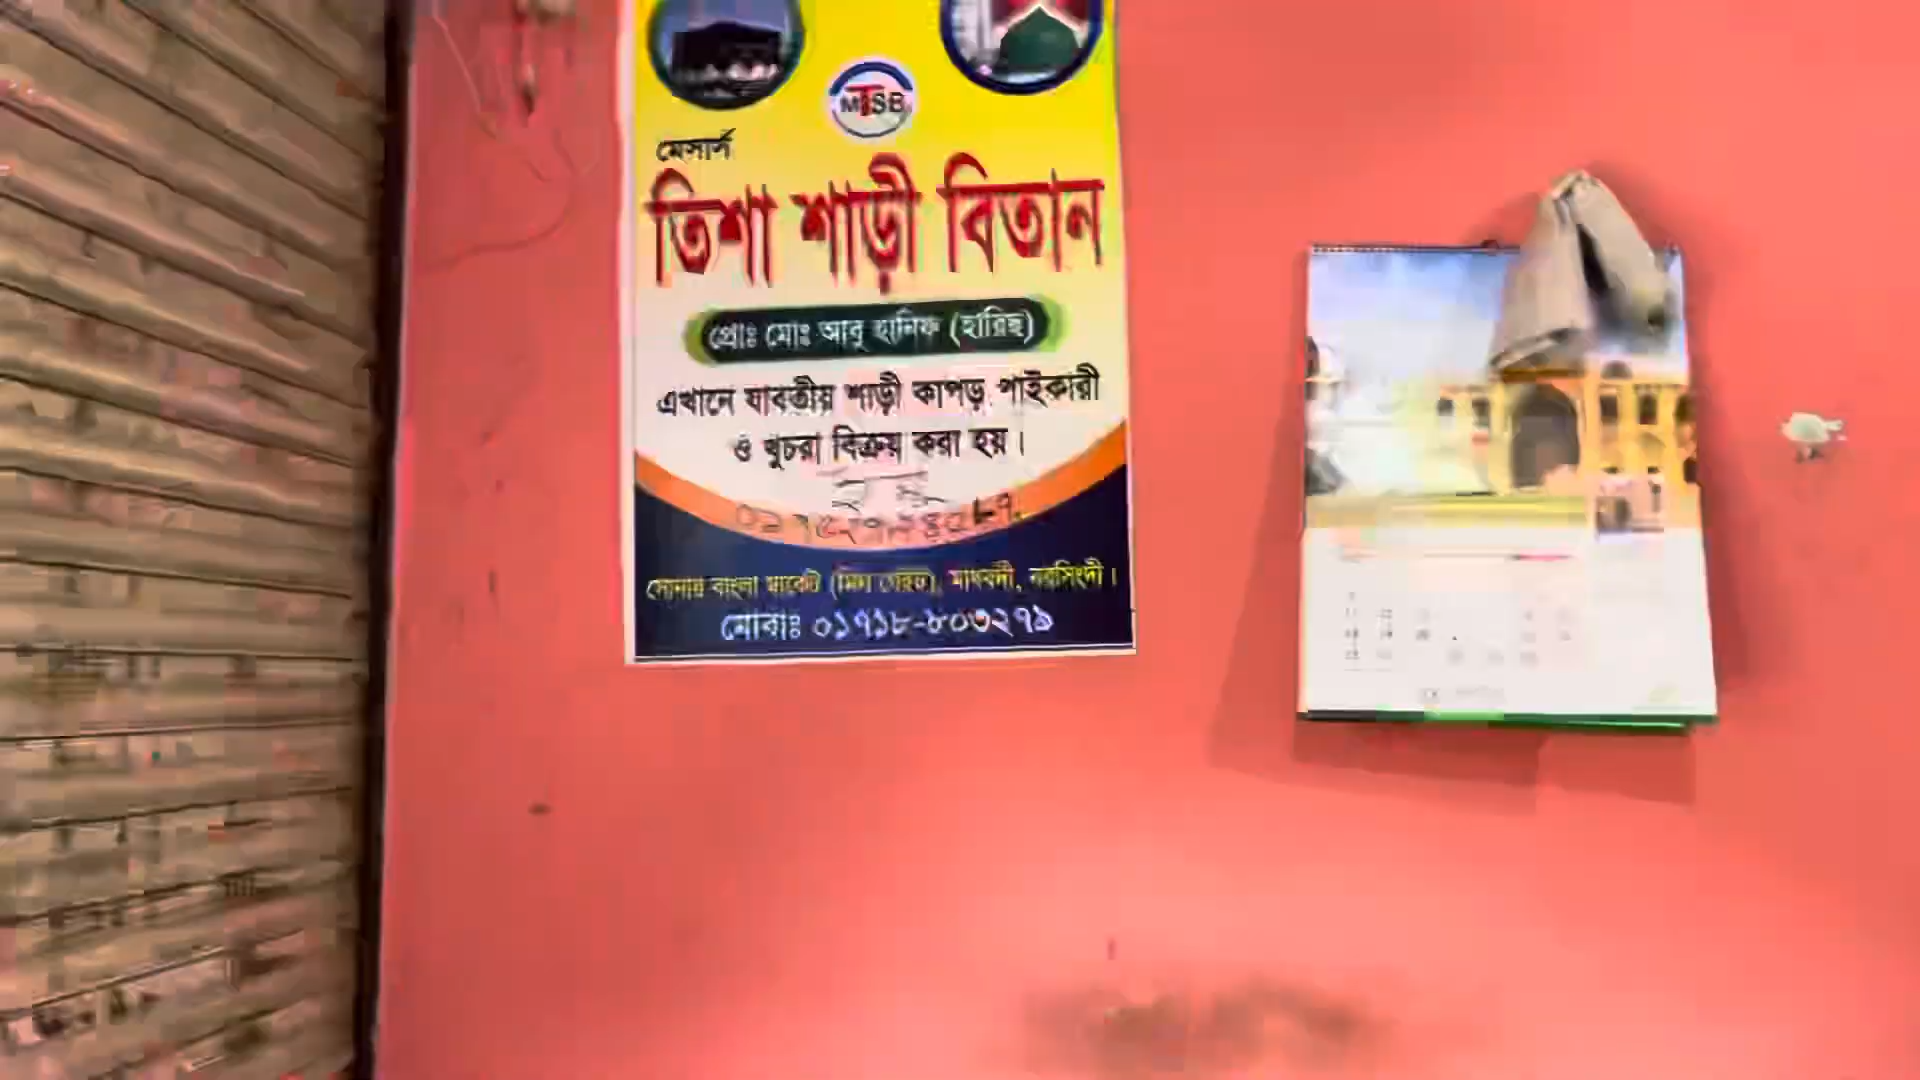 MTSB
মেসার্স
তিশা শাড়ী বিতান
প্রোঃ মোঃ আবু হানিফ (হারিছ)
এখানে যাবতীয় শাড়ী কাপড় পাইকারী
ও খুচরা বিক্রয় করা হয়।
সোনার বাংলা মার্কেট মাধবদী, নরসিংদী।
মোবাঃ ০১৭১৮-৮০৩২৭৯